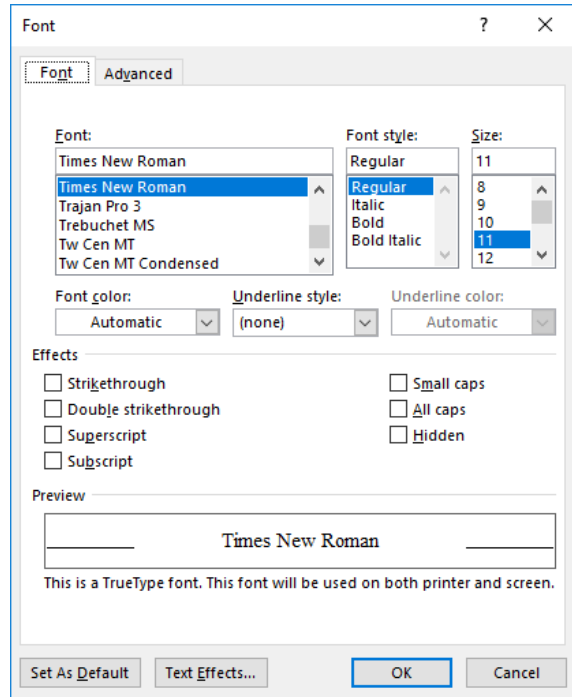 Font ? ×
Font Advanced
Font: Font style: Size:
Times New Roman Regular 11
Times New Roman Regular 8
Trajan Pro 3 Italic 9
Trebuchet MS Bold 10
Tw Cen MT Bold Italic 11
Tw Cen MT Condensed 12
Font color: Underline style: Underline color:
Automatic (none) Automatic
Effects
Strikethrough Small caps
Double strikethrough All caps
Superscript Hidden
Subscript
Preview
Times New Roman
This is a TrueType font. This font will be used on both printer and screen.
Set As Default Text Effects... OK Cancel